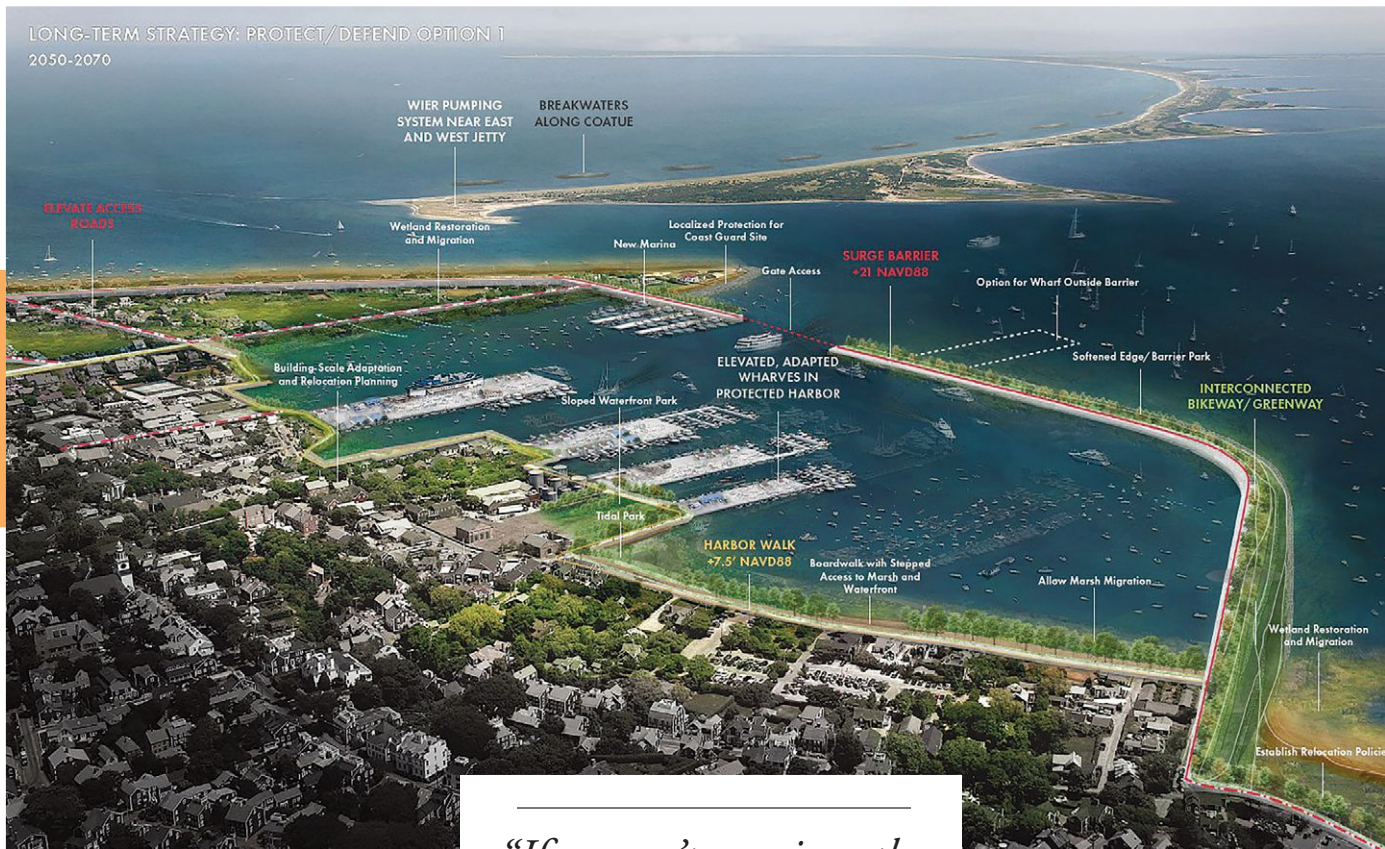 LONG-TERM STRATEGY: PROTECT/DEFEND OPTION 1
2050-2070
WIER PUMPING
SYSTEM NEAR EAST
AND WEST JETTY
BREAKWATERS
ALONG COATUE
ELEVATE ACCESS
ROADS
Wetland Restoration
and Migration
New Marina
Localized Protection for
Coast Guard Site
Gate Access
SURGE BARRIER
+21 NAVD88
Option for Wharf Outside Barrier
Softened Edge/Barrier Park
INTERCONNECTED
BIKEWAY/GREENWAY
Building-Scale Adaptation
and Relocation Planning
Sloped Waterfront Park
ELEVATED, ADAPTED
WHARVES IN
PROTECTED HARBOR
Tidal Park
HARBOR WALK
+7.5' NAVD88
Boardwalk with Stepped
Access to Marsh and
Waterfront
Allow Marsh Migration
Wetland Restoration
and Migration
Establish Relocation Policie